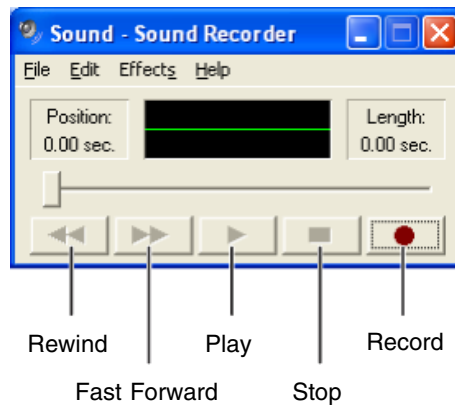 Sound - Sound Recorder
File Edit Effects Help
Position: Length:
0.00 sec. 0.00 sec.
Rewind Play Record
Fast Forward Stop